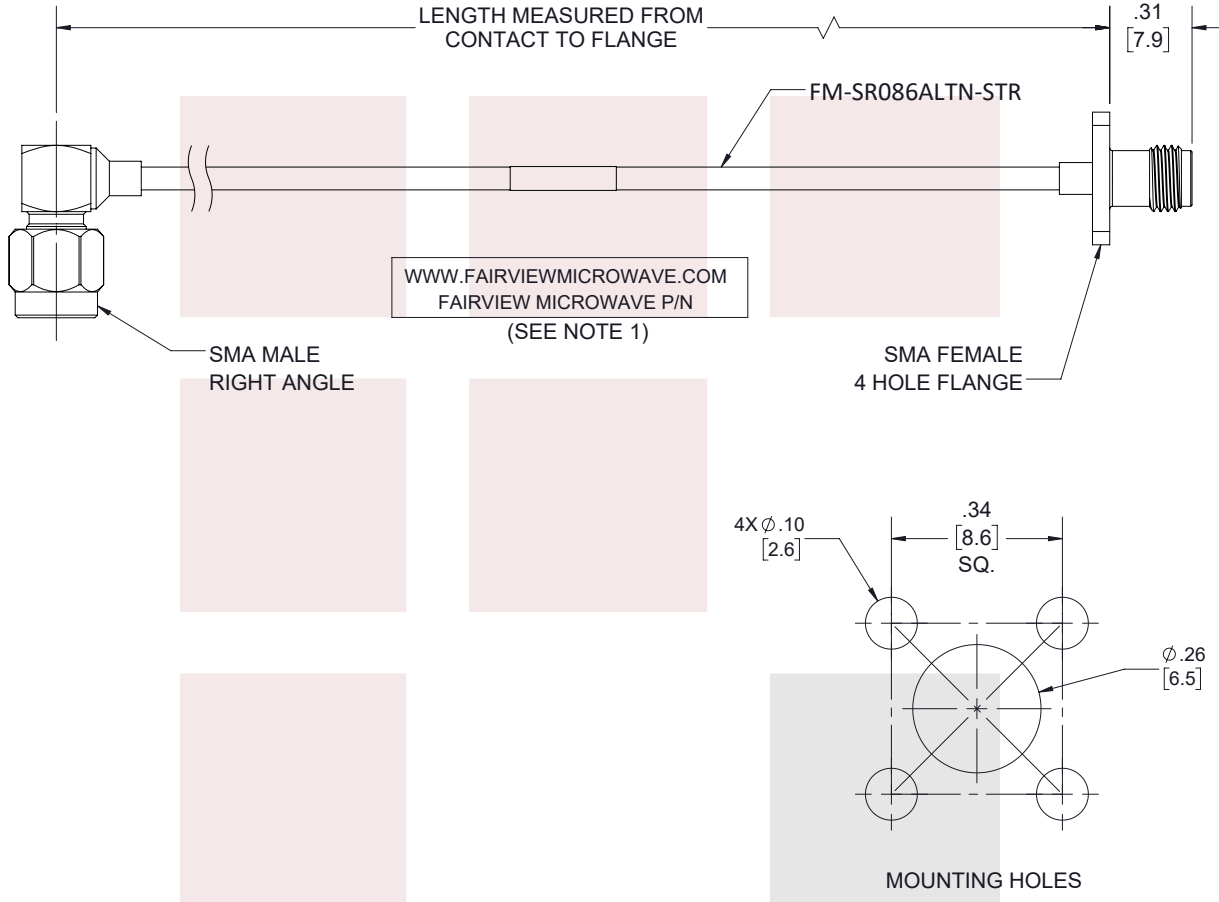 LENGTH MEASURED FROM
CONTACT TO FLANGE
.31
[7.9]
FM-SR086ALTN-STR
WWW.FAIRVIEWMICROWAVE.COM
FAIRVIEW MICROWAVE P/N
(SEE NOTE 1)
SMA MALE
RIGHT ANGLE
SMA FEMALE
4 HOLE FLANGE
4X ∅.10
[2.6]
.34
[8.6]
SQ.
∅.26
[6.5]
MOUNTING HOLES